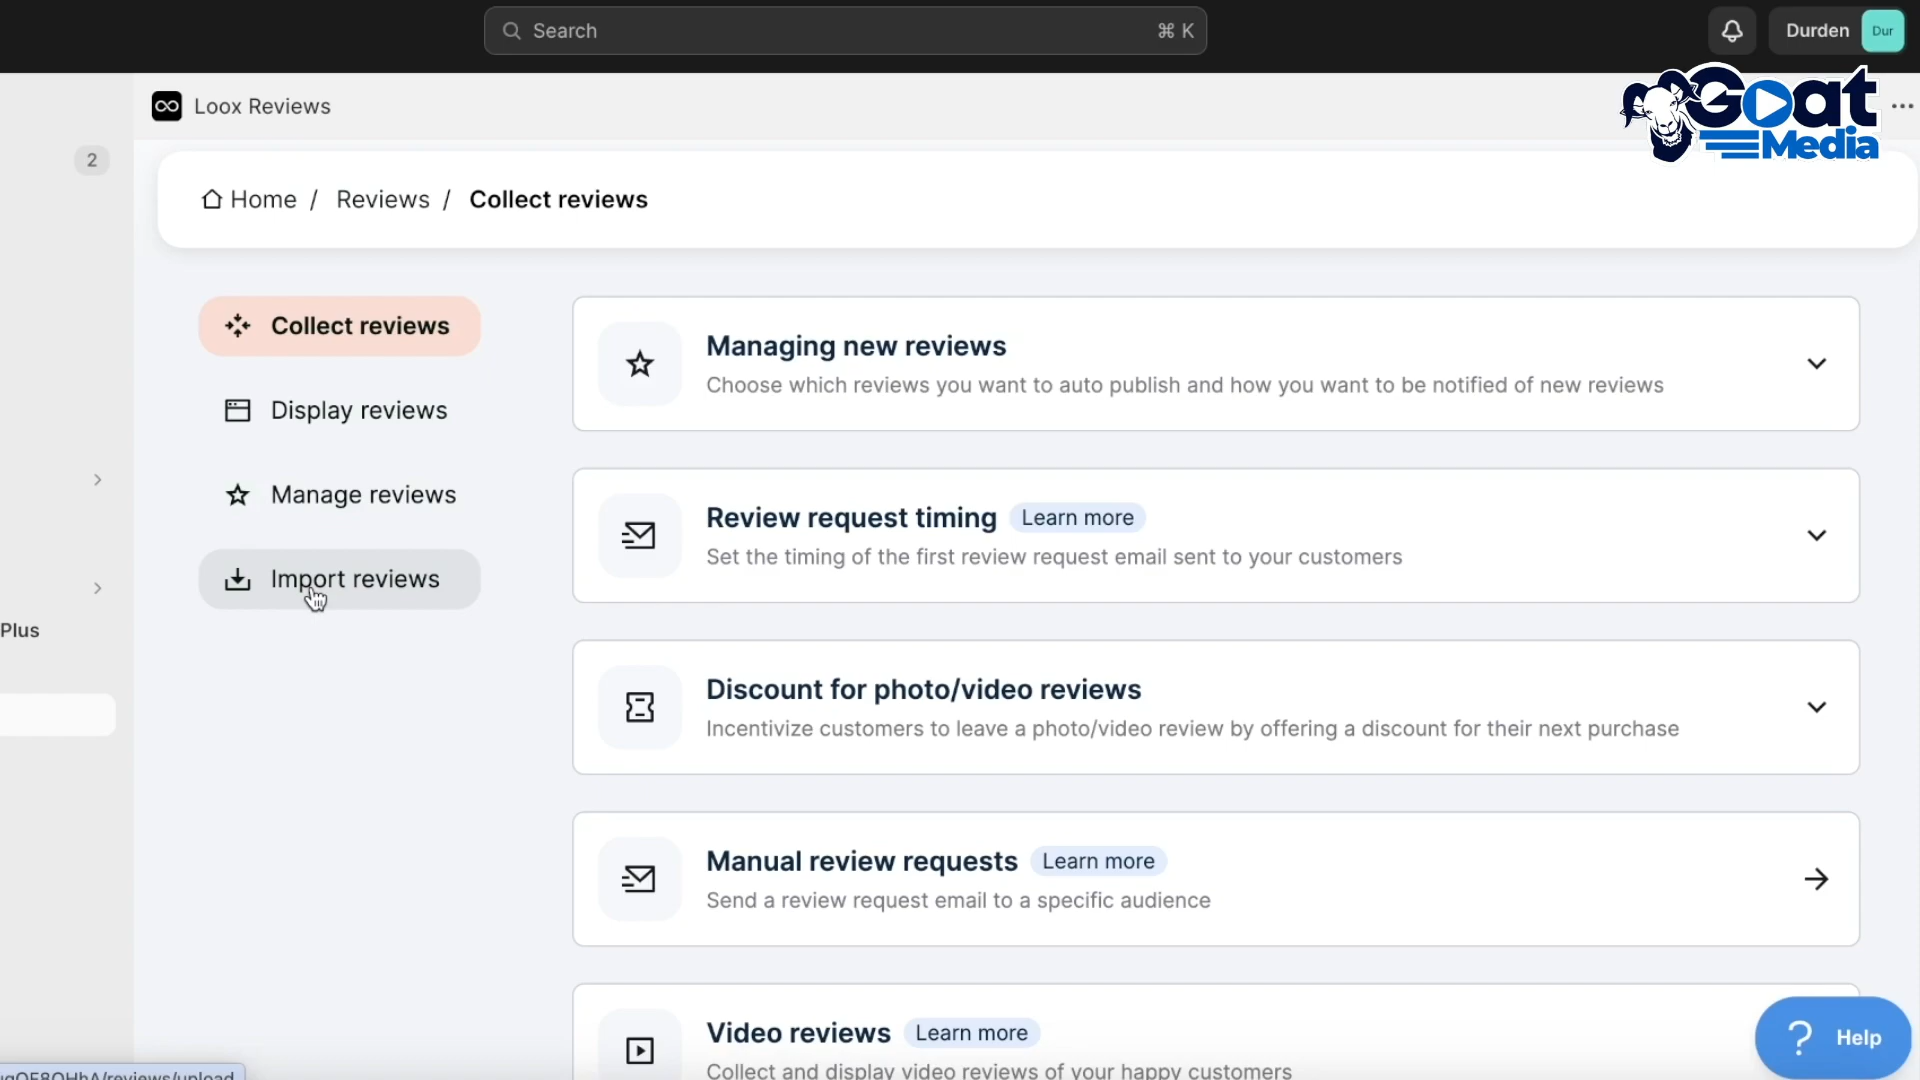 Search
⌘ K
Durden
Dur
Loox Reviews
Goat
Media
2
Home / Reviews / Collect reviews
Collect reviews
Display reviews
Manage reviews
Import reviews
Plus
Managing new reviews
Choose which reviews you want to auto publish and how you want to be notified of new reviews
Review request timing Learn more
Set the timing of the first review request email sent to your customers
Discount for photo/video reviews
Incentivize customers to leave a photo/video review by offering a discount for their next purchase
Manual review requests Learn more
Send a review request email to a specific audience
Video reviews Learn more
Collect and display video reviews of your happy customers
? Help
/reviews/upload